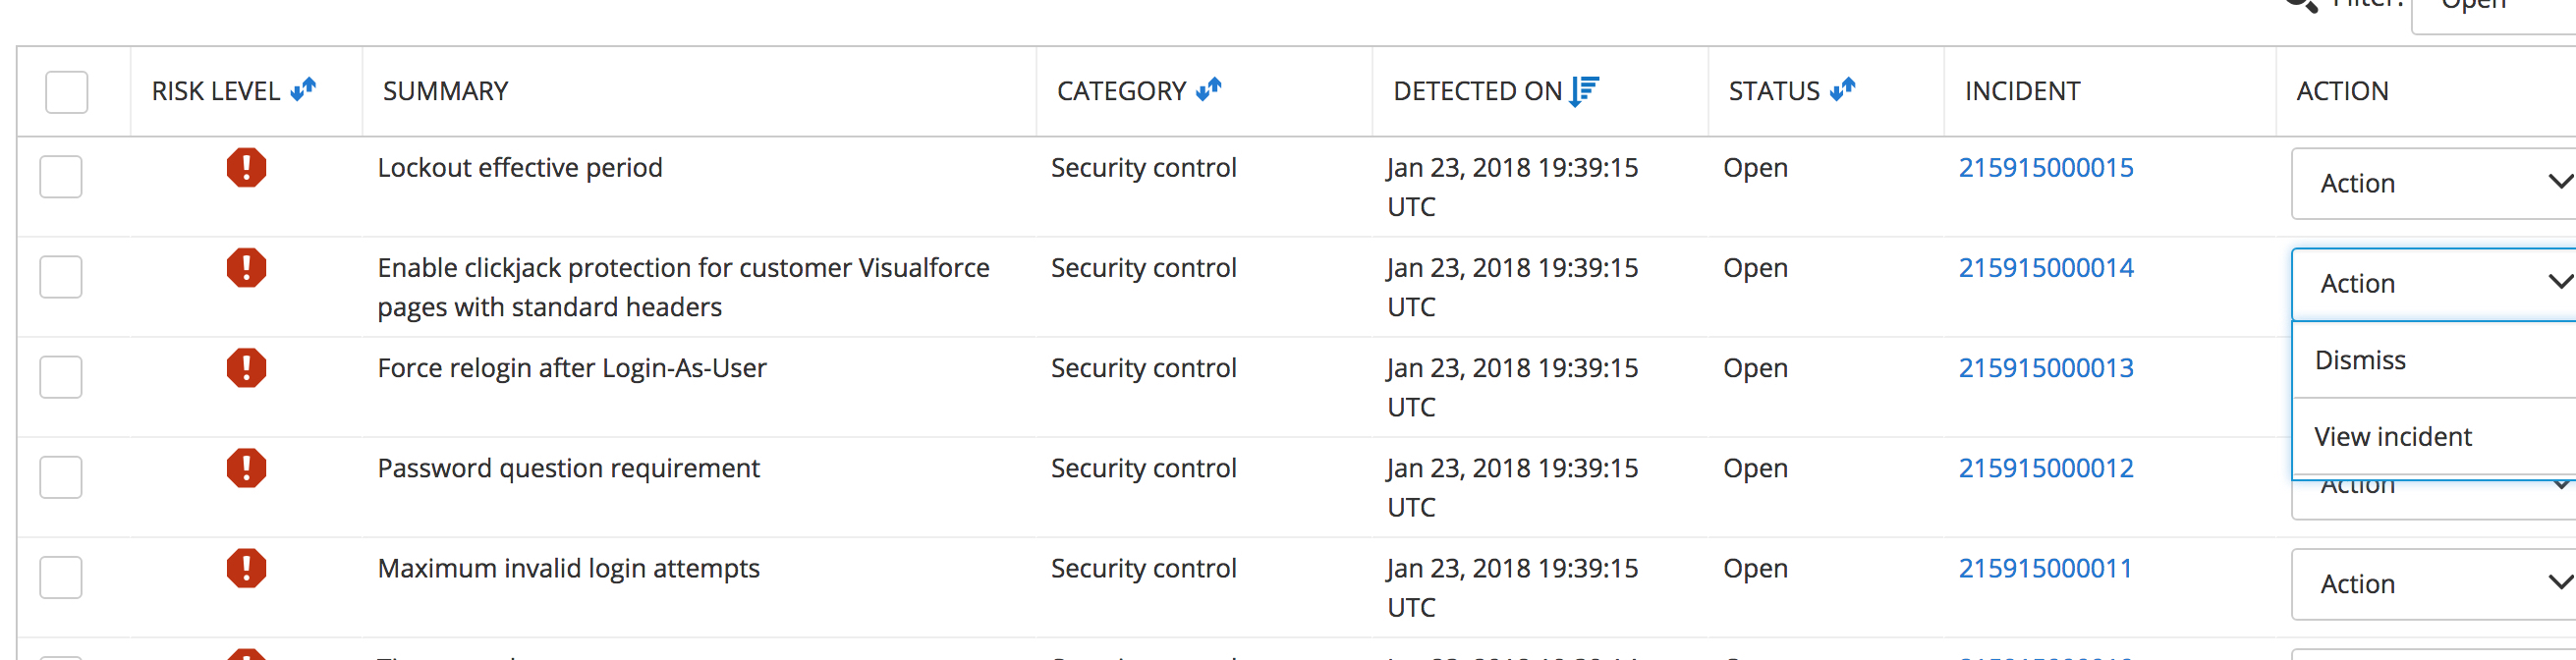 Filter: Open
RISK LEVEL SUMMARY CATEGORY DETECTED ON STATUS INCIDENT ACTION
Lockout effective period Security control Jan 23, 2018 19:39:15 Open 215915000015 Action
UTC
Enable clickjack protection for customer Visualforce Security control Jan 23, 2018 19:39:15 Open 215915000014 Action
pages with standard headers UTC
Dismiss
Force relogin after Login-As-User Security control Jan 23, 2018 19:39:15 Open 215915000013
UTC
View incident
Password question requirement Security control Jan 23, 2018 19:39:15 Open 215915000012 Action
UTC
Maximum invalid login attempts Security control Jan 23, 2018 19:39:15 Open 215915000011 Action
UTC